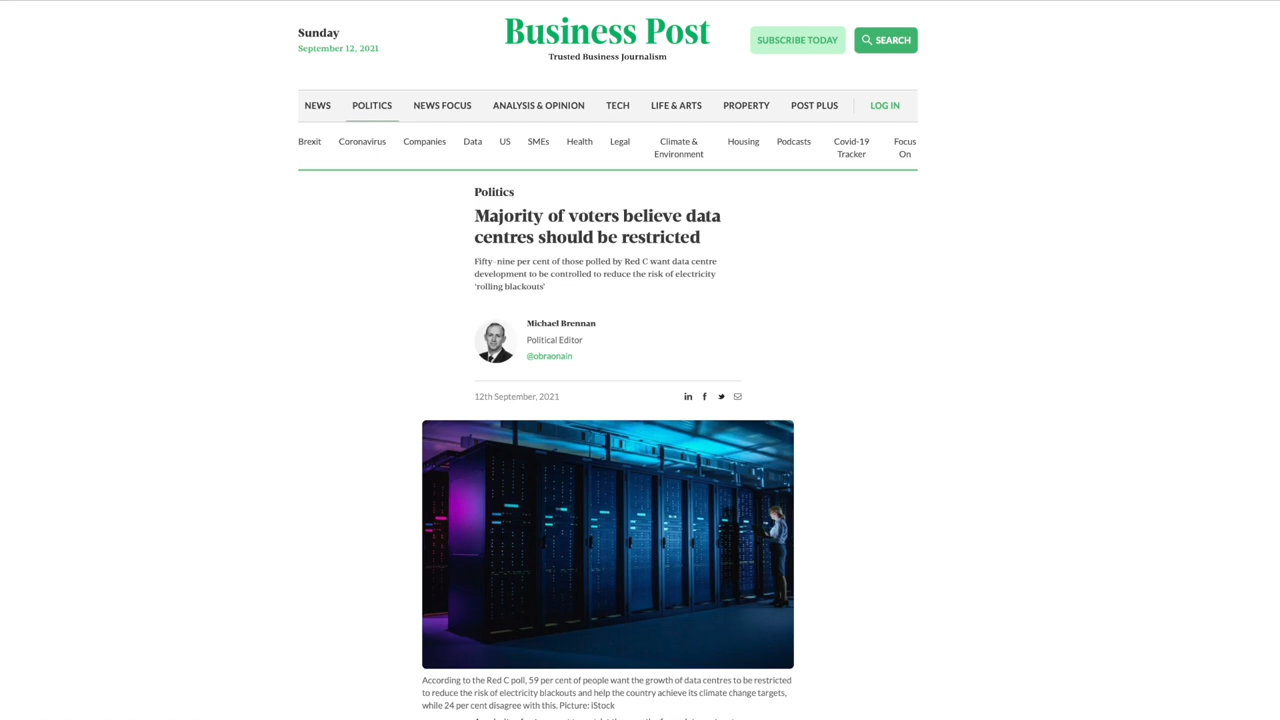 Sunday
September 12, 2021
Business Post
Trusted Business Journalism
SUBSCRIBE TODAY
SEARCH
NEWS POLITICS NEWS FOCUS ANALYSIS & OPINION TECH LIFE & ARTS PROPERTY POST PLUS LOG IN
Brexit Coronavirus Companies Data US SMEs Health Legal Climate & Environment Housing Podcasts Covid-19 Tracker Focus On
Politics
Majority of voters believe data
centres should be restricted
Fifty-nine per cent of those polled by Red C want data centre
development to be controlled to reduce the risk of electricity
‘rolling blackouts’
Michael Brennan
Political Editor
@obraonain
12th September, 2021
According to the Red C poll, 59 per cent of people want the growth of data centres to be restricted
to reduce the risk of electricity blackouts and help the country achieve its climate change targets,
while 24 per cent disagree with this. Picture: iStock